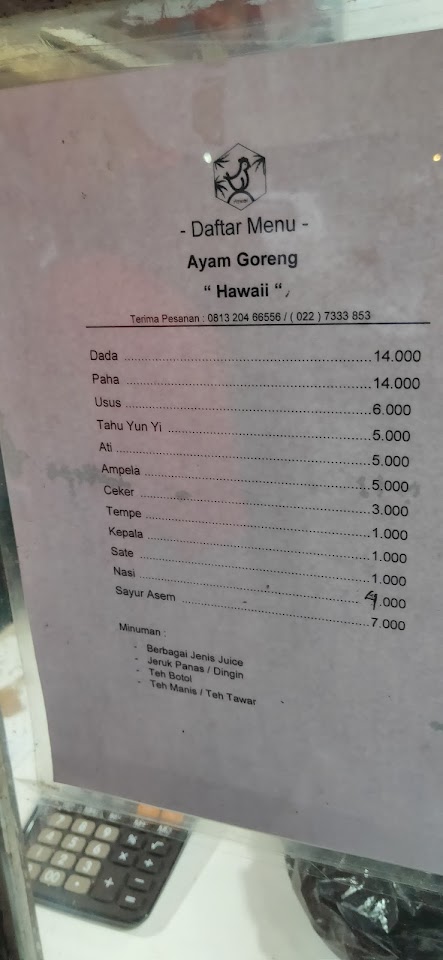 - Daftar Menu -
Ayam Goreng
“ Hawaii “
Terima Pesanan : 0813 204 66556 / ( 022 ) 7333 853
Dada ........ 14.000
Paha ........ 14.000
Usus ........ 6.000
Tahu Yun Yi ........ 5.000
Ati ........ 5.000
Ampela ........ 5.000
Ceker ........ 3.000
Tempe ........ 1.000
Kepala ........ 1.000
Sate ........ 1.000
Nasi ........ 4.000
Sayur Asem ........ 7.000
Minuman :
- Berbagai Jenis Juice
- Jeruk Panas / Dingin
- Teh Botol
- Teh Manis / Teh Tawar